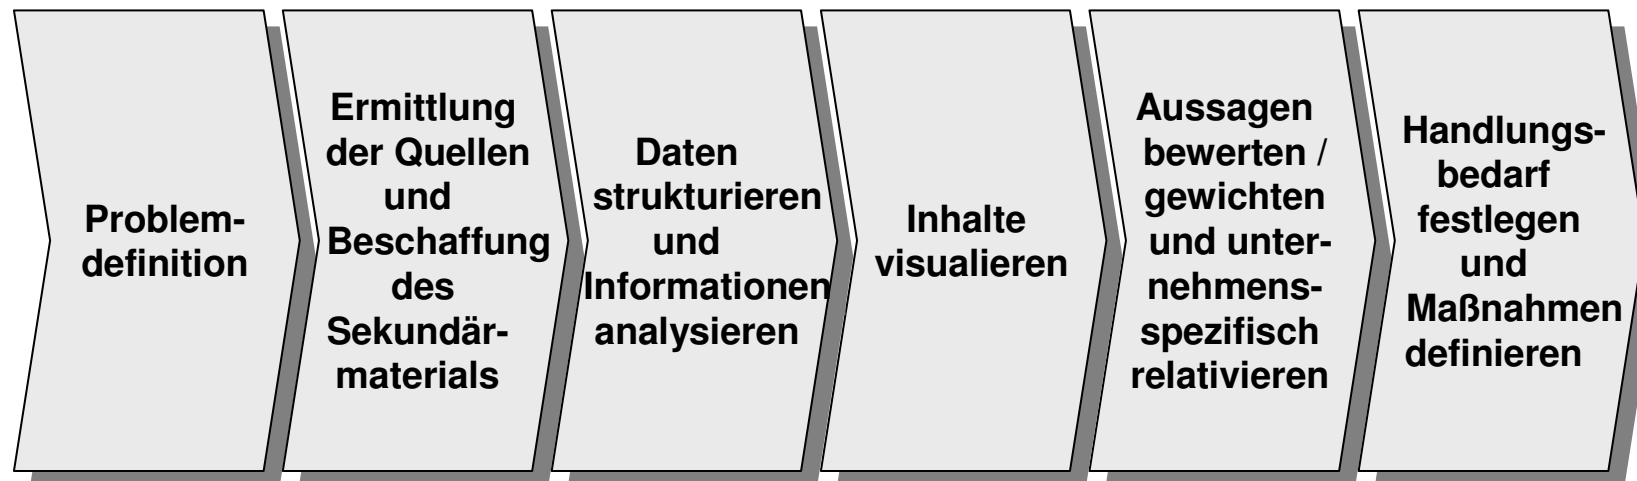 Problem-
definition
Ermittlung
der Quellen
und
Beschaffung
des
Sekundär-
materials
Daten
strukturieren
und
Informationen
analysieren
Inhalte
visualieren
Aussagen
bewerten /
gewichten
und unter-
nehmens-
spezifisch
relativieren
Handlungs-
bedarf
festlegen
und
Maßnahmen
definieren